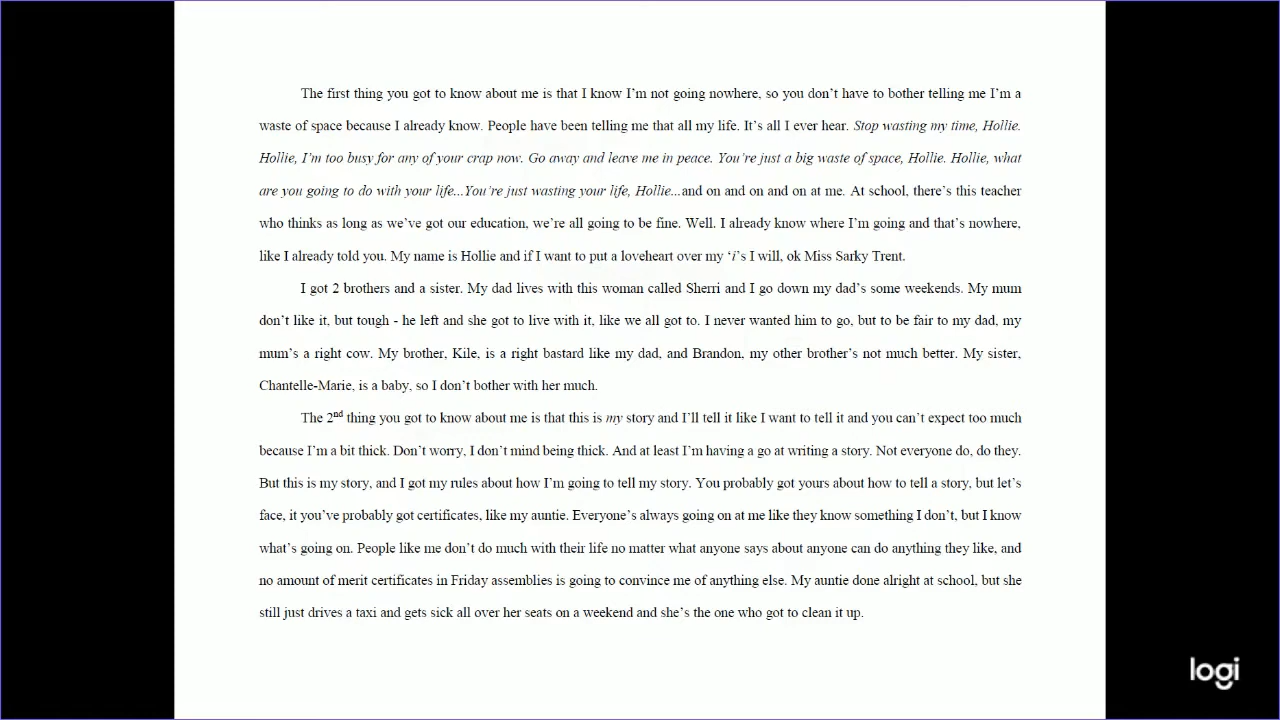 The first thing you got to know about me is that I know I'm not going nowhere, so you don't have to bother telling me I'm a
waste of space because I already know. People have been telling me that all my life. It's all I ever hear. Stop wasting my time, Hollie.
Hollie, I'm too busy for any of your crap now. Go away and leave me in peace. You're just a big waste of space, Hollie. Hollie, what
are you going to do with your life...You're just wasting your life, Hollie...and on and on and on at me. At school, there's this teacher
who thinks as long as we've got our education, we're all going to be fine. Well. I already know where I'm going and that's nowhere,
like I already told you. My name is Hollie and if I want to put a loveheart over my ‘i’s I will, ok Miss Sarky Trent.
I got 2 brothers and a sister. My dad lives with this woman called Sherri and I go down my dad's some weekends. My mum
don't like it, but tough - he left and she got to live with it, like we all got to. I never wanted him to go, but to be fair to my dad, my
mum's a right cow. My brother, Kile, is a right bastard like my dad, and Brandon, my other brother's not much better. My sister,
Chantelle-Marie, is a baby, so I don't bother with her much.
The 2nd thing you got to know about me is that this is my story and I'll tell it like I want to tell it and you can't expect too much
because I'm a bit thick. Don't worry, I don't mind being thick. And at least I'm having a go at writing a story. Not everyone do, do they.
But this is my story, and I got my rules about how I'm going to tell my story. You probably got yours about how to tell a story, but let's
face, it you've probably got certificates, like my auntie. Everyone's always going on at me like they know something I don't, but I know
what's going on. People like me don't do much with their life no matter what anyone says about anyone can do anything they like, and
no amount of merit certificates in Friday assemblies is going to convince me of anything else. My auntie done alright at school, but she
still just drives a taxi and gets sick all over her seats on a weekend and she's the one who got to clean it up.
logi